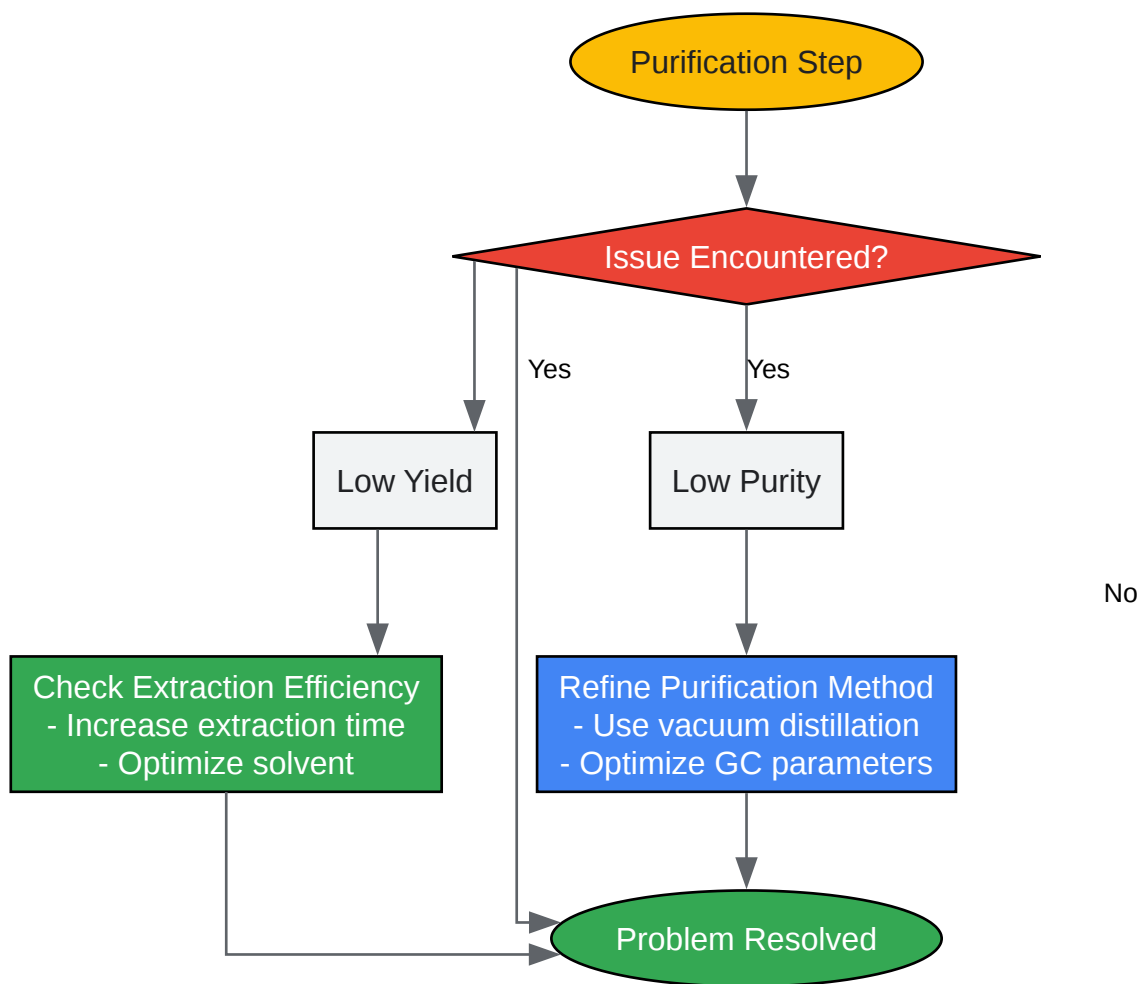 Purification Step
Issue Encountered?
Yes
Yes
Low Yield
Low Purity
No
Check Extraction Efficiency
- Increase extraction time
- Optimize solvent
Refine Purification Method
- Use vacuum distillation
- Optimize GC parameters
Problem Resolved